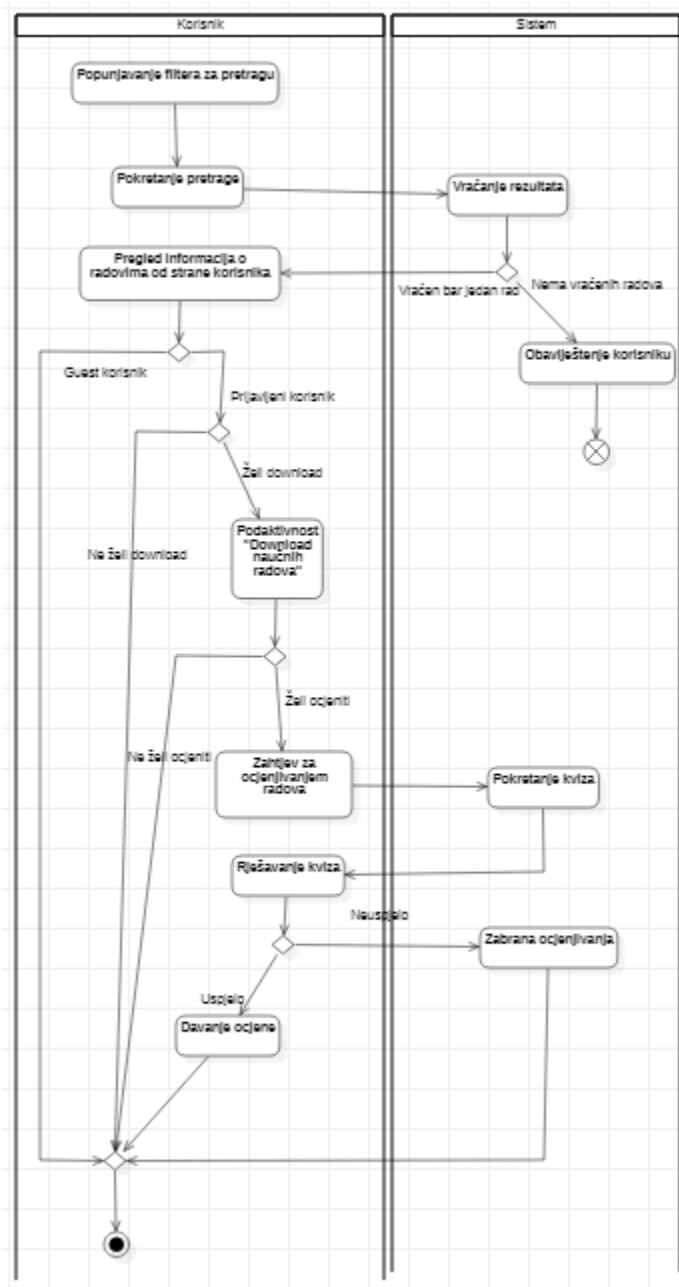 Korisnik
Sistem
Popunjavanje filtera za pretragu
Pokretanje pretrage
Vraćanje rezultata
Pregled informacija o
radovima od strane korisnika
Vraćen bar jedan rad
Nema vraćenih radova
Obavještenje korisniku
Guest korisnik
Prijavljeni korisnik
Želi download
Ne želi download
Podaktivnost
"Download
naučnih
radova"
Želi ocjeniti
Ne želi ocjeniti
Zahtjev za
ocjenjivanjem
radova
Pokretanje kviza
Rješavanje kviza
Neuspjelo
Zabrana ocjenjivanja
Uspjelo
Davanje ocjene